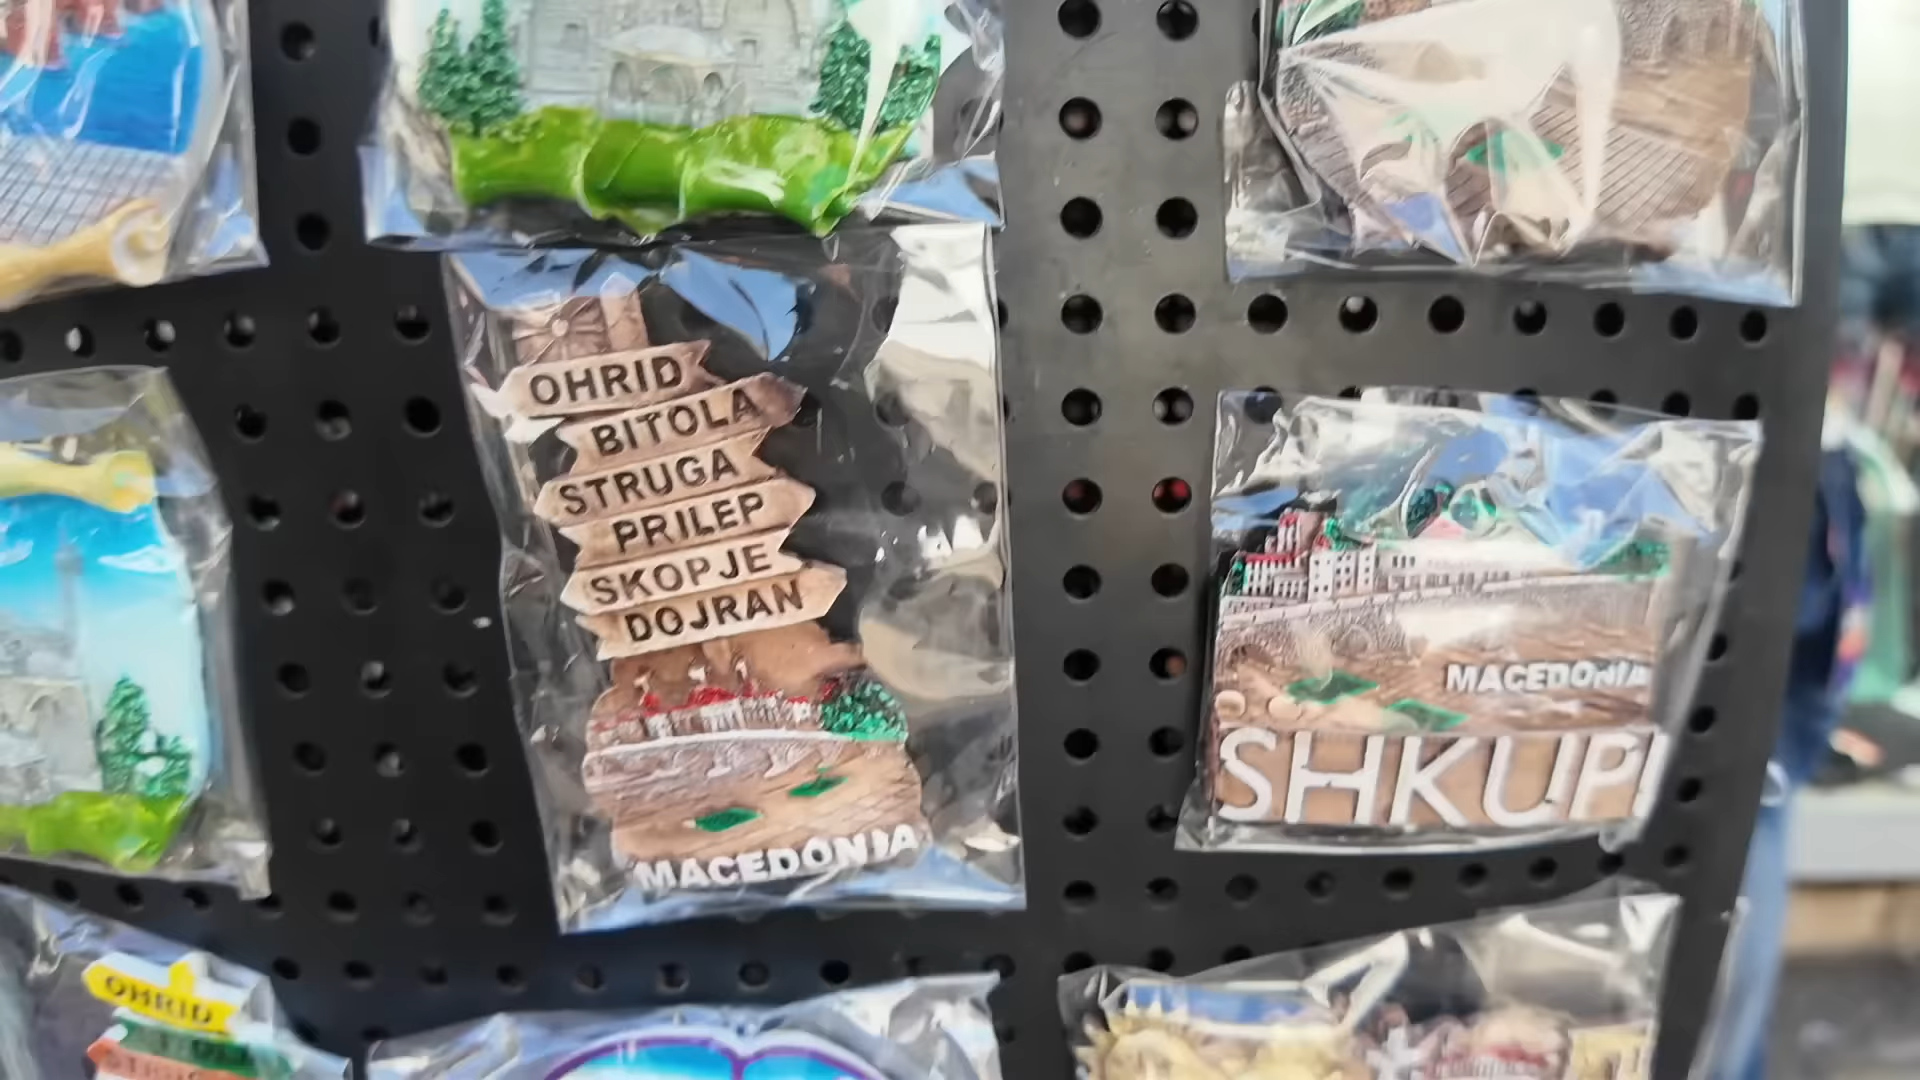 OHRID
BITOLA
STRUGA
PRILEP
SKOPJE
DOJRAN
MACEDONIA
MACEDONIA
SHKUPI
OHRID